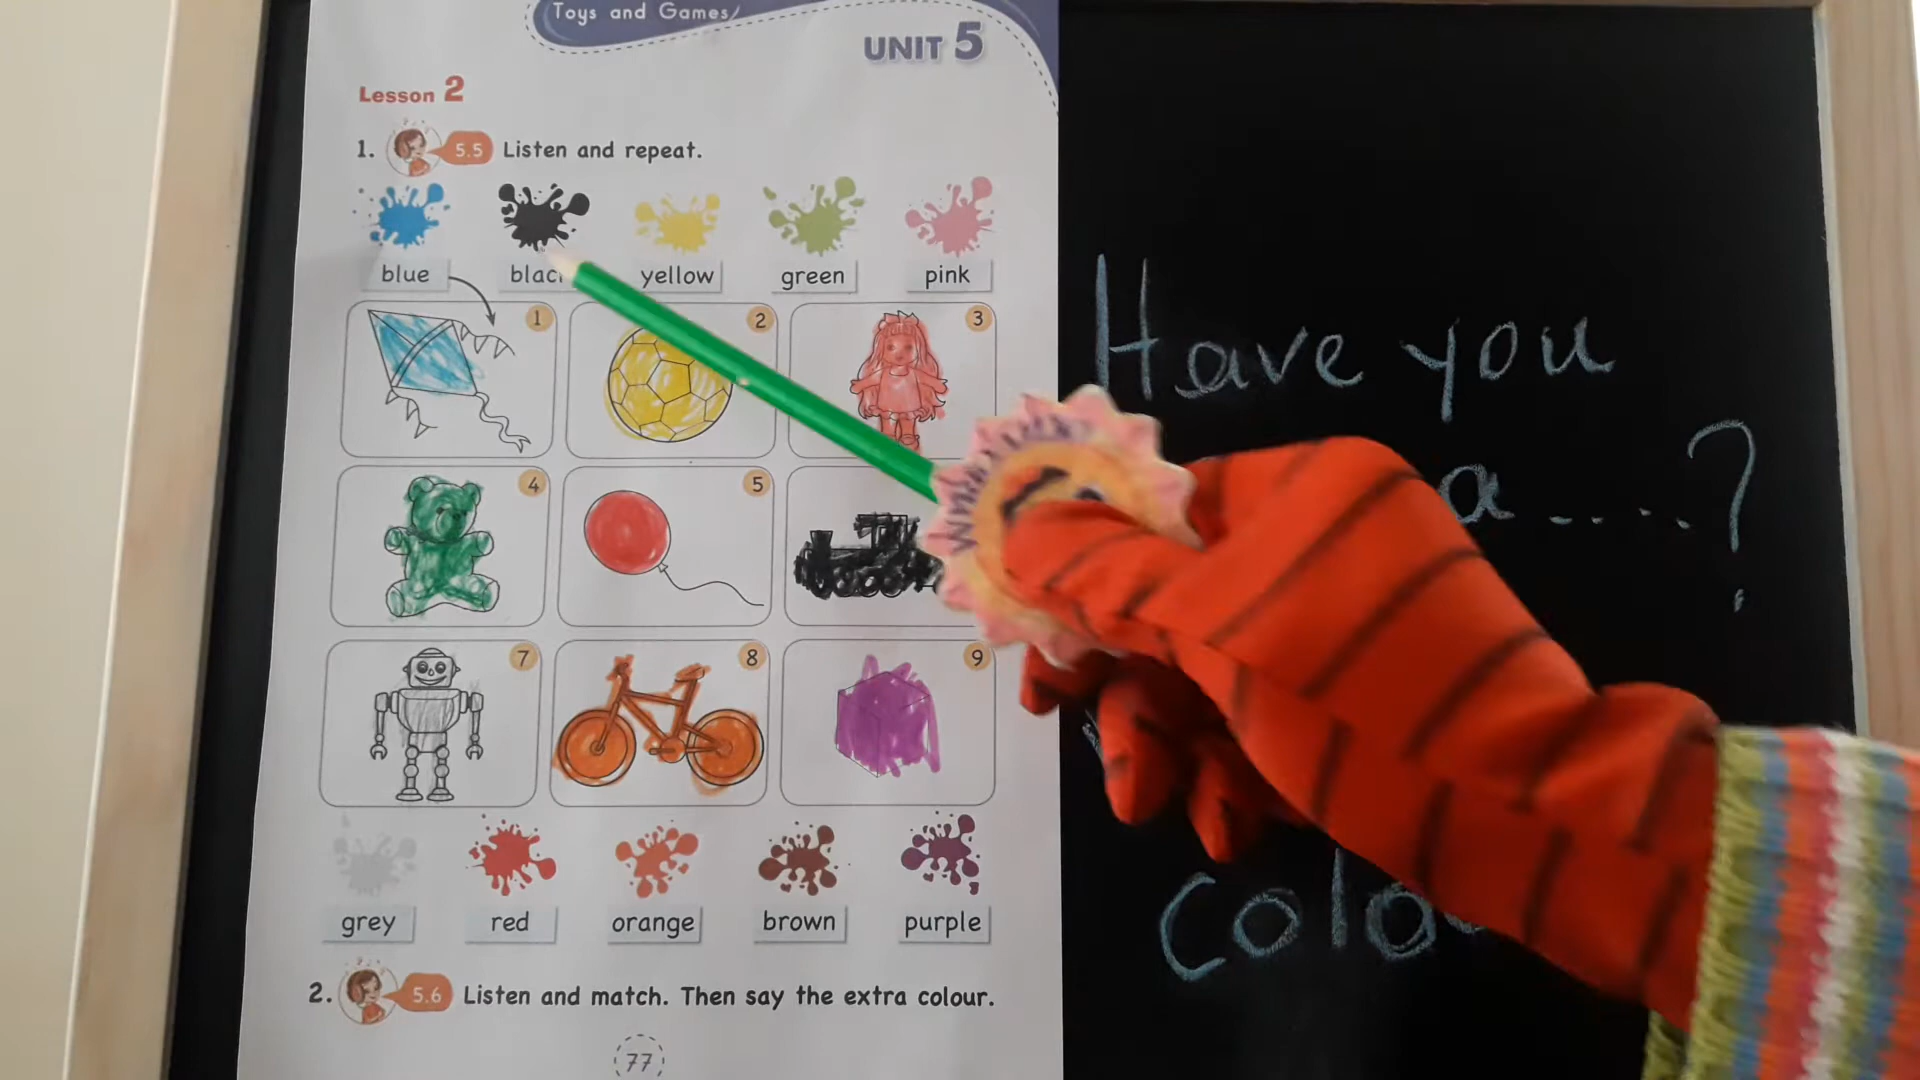 Toys and Games
UNIT 5
Lesson 2
1. 5.5 Listen and repeat.
blue black yellow green pink
1 2 3
4 5
7 8 9
grey red orange brown purple
2. 5.6 Listen and match. Then say the extra colour.
77
Have you
a ....?